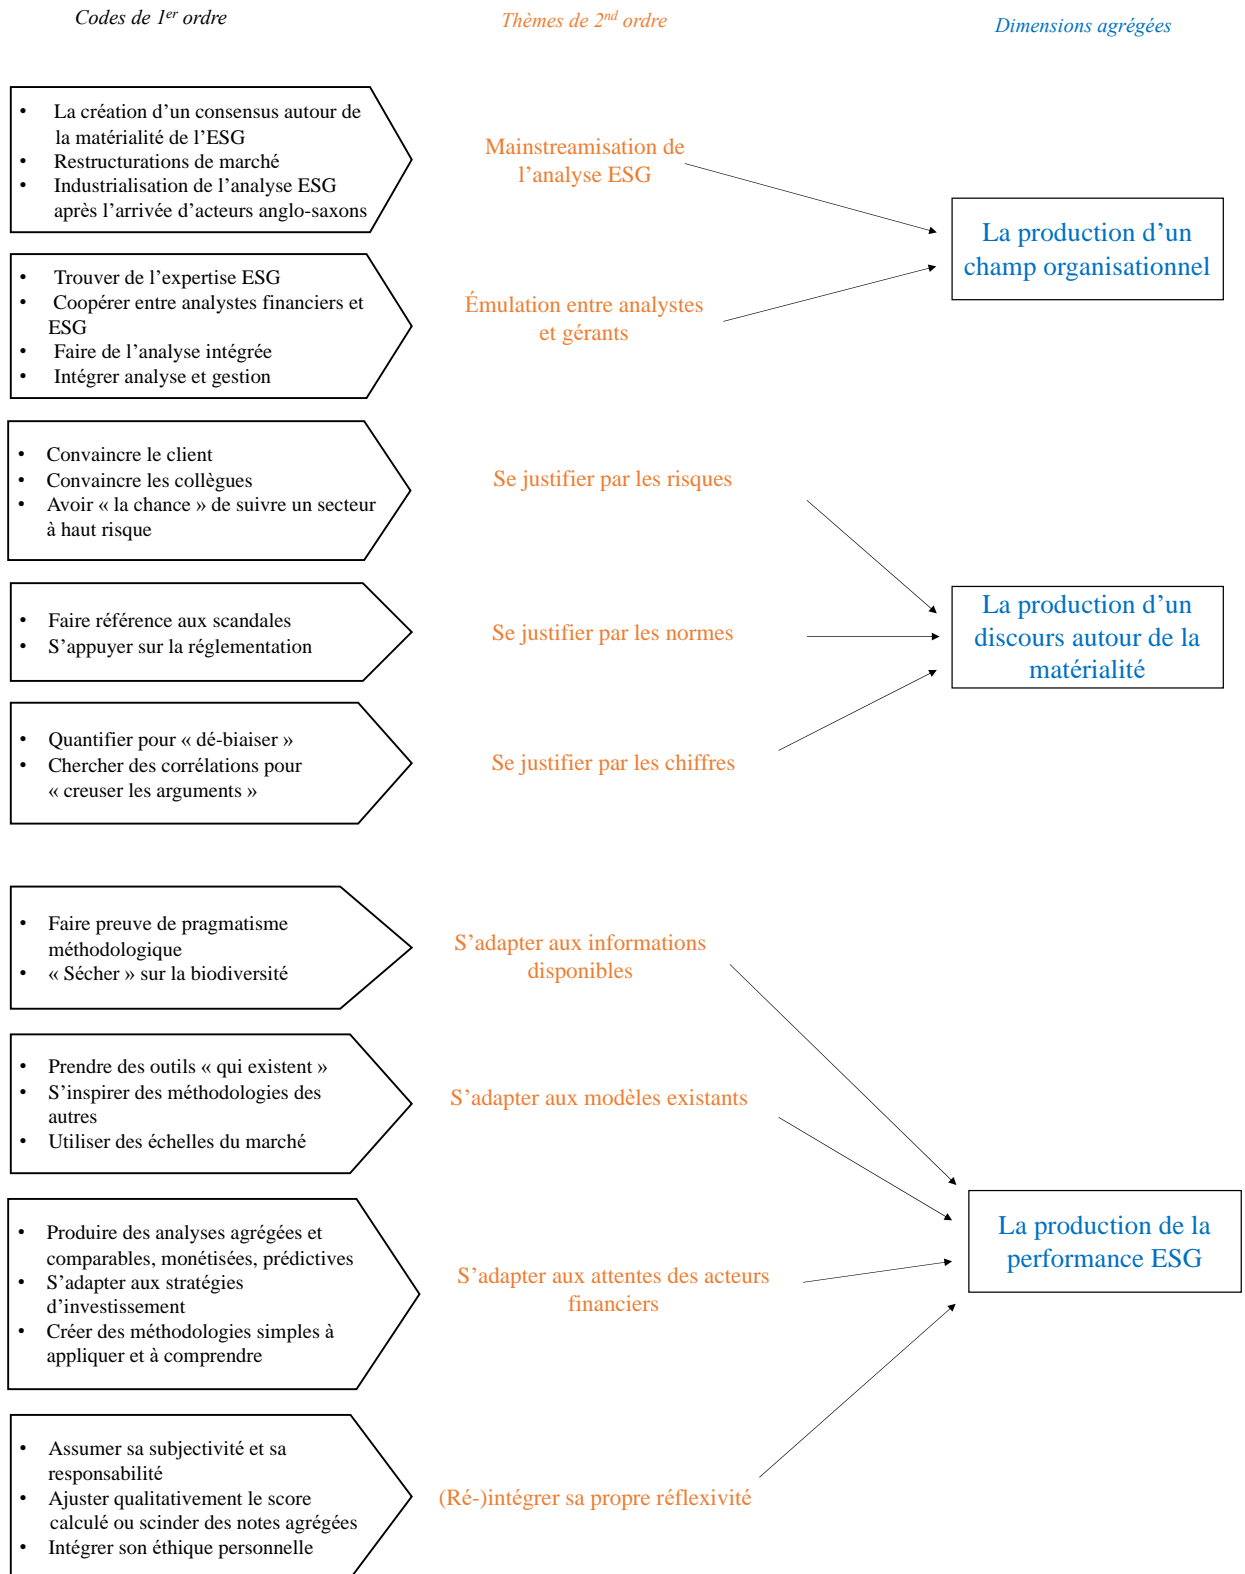 Codes de 1er ordre
Thèmes de 2nd ordre
Dimensions agrégées
• La création d’un consensus autour de
la matérialité de l’ESG
• Restructurations de marché
• Industrialisation de l’analyse ESG
après l’arrivée d’acteurs anglo-saxons
Mainstreamisation de
l’analyse ESG
La production d’un
champ organisationnel
• Trouver de l’expertise ESG
• Coopérer entre analystes financiers et
ESG
• Faire de l’analyse intégrée
• Intégrer analyse et gestion
Émulation entre analystes
et gérants
• Convaincre le client
• Convaincre les collègues
• Avoir « la chance » de suivre un secteur
à haut risque
Se justifier par les risques
• Faire référence aux scandales
• S’appuyer sur la réglementation
Se justifier par les normes
La production d’un
discours autour de la
matérialité
• Quantifier pour « dé-biaiser »
• Chercher des corrélations pour
« creuser les arguments »
Se justifier par les chiffres
• Faire preuve de pragmatisme
méthodologique
• « Sécher » sur la biodiversité
S’adapter aux informations
disponibles
• Prendre des outils « qui existent »
• S’inspirer des méthodologies des
autres
• Utiliser des échelles du marché
S’adapter aux modèles existants
• Produire des analyses agrégées et
comparables, monétisées, prédictives
• S’adapter aux stratégies
d’investissement
• Créer des méthodologies simples à
appliquer et à comprendre
S’adapter aux attentes des acteurs
financiers
La production de la
performance ESG
• Assumer sa subjectivité et sa
responsabilité
• Ajuster qualitativement le score
calculé ou scinder des notes agrégées
• Intégrer son éthique personnelle
(Ré-)intégrer sa propre réflexivité